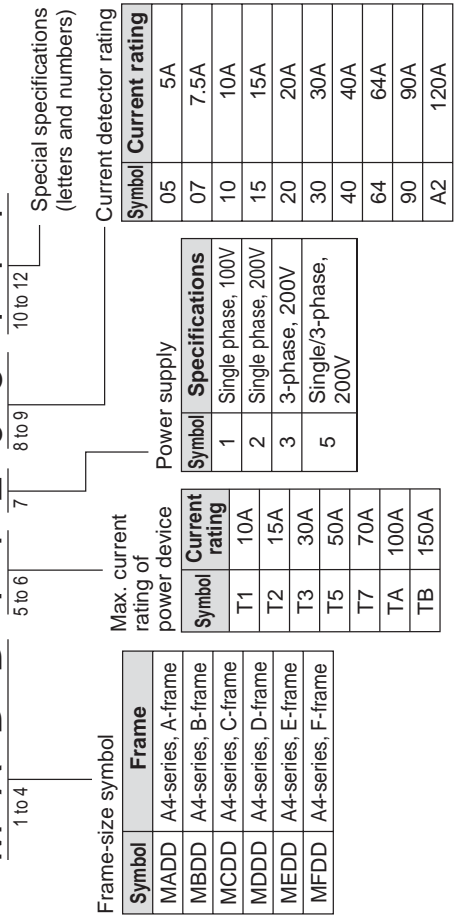 1 to 4
5 to 6
7
8 to 9
10 to 12
Special specifications
(letters and numbers)
Current detector rating
Symbol Current rating
05 5A
07 7.5A
10 10A
15 15A
20 20A
30 30A
40 40A
64 64A
90 90A
A2 120A
Power supply
Symbol Specifications
1 Single phase, 100V
2 Single phase, 200V
3 3-phase, 200V
5 Single/3-phase,
200V
Max. current
rating of
power device
Symbol Current
rating
T1 10A
T2 15A
T3 30A
T5 50A
T7 70A
TA 100A
TB 150A
Frame-size symbol
Symbol Frame
MADD A4-series, A-frame
MBDD A4-series, B-frame
MCDD A4-series, C-frame
MDDD A4-series, D-frame
MEDD A4-series, E-frame
MFDD A4-series, F-frame